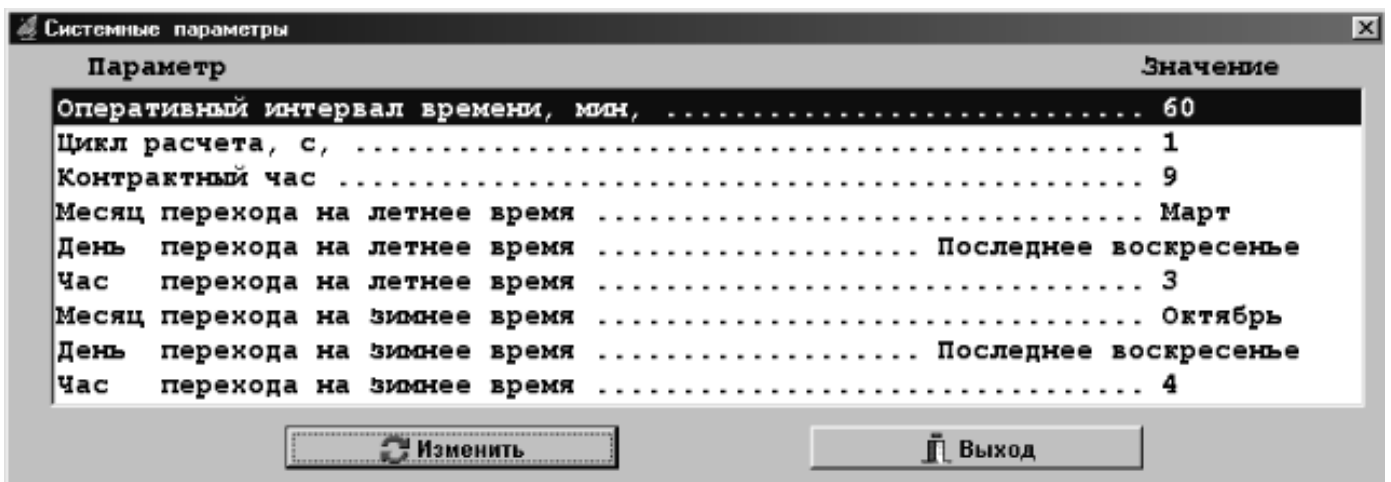 Системные параметры
Параметр Значение
Оперативный интервал времени, мин, ............................ 60
Цикл расчета, с, .............................................. 1
Контрактный час ............................................... 9
Месяц перехода на летнее время ................................ Март
День перехода на летнее время ................... Последнее воскресенье
Час перехода на летнее время ................................ 3
Месяц перехода на зимнее время ................................ Октябрь
День перехода на зимнее время ................... Последнее воскресенье
Час перехода на зимнее время ................................ 4
Изменить Выход